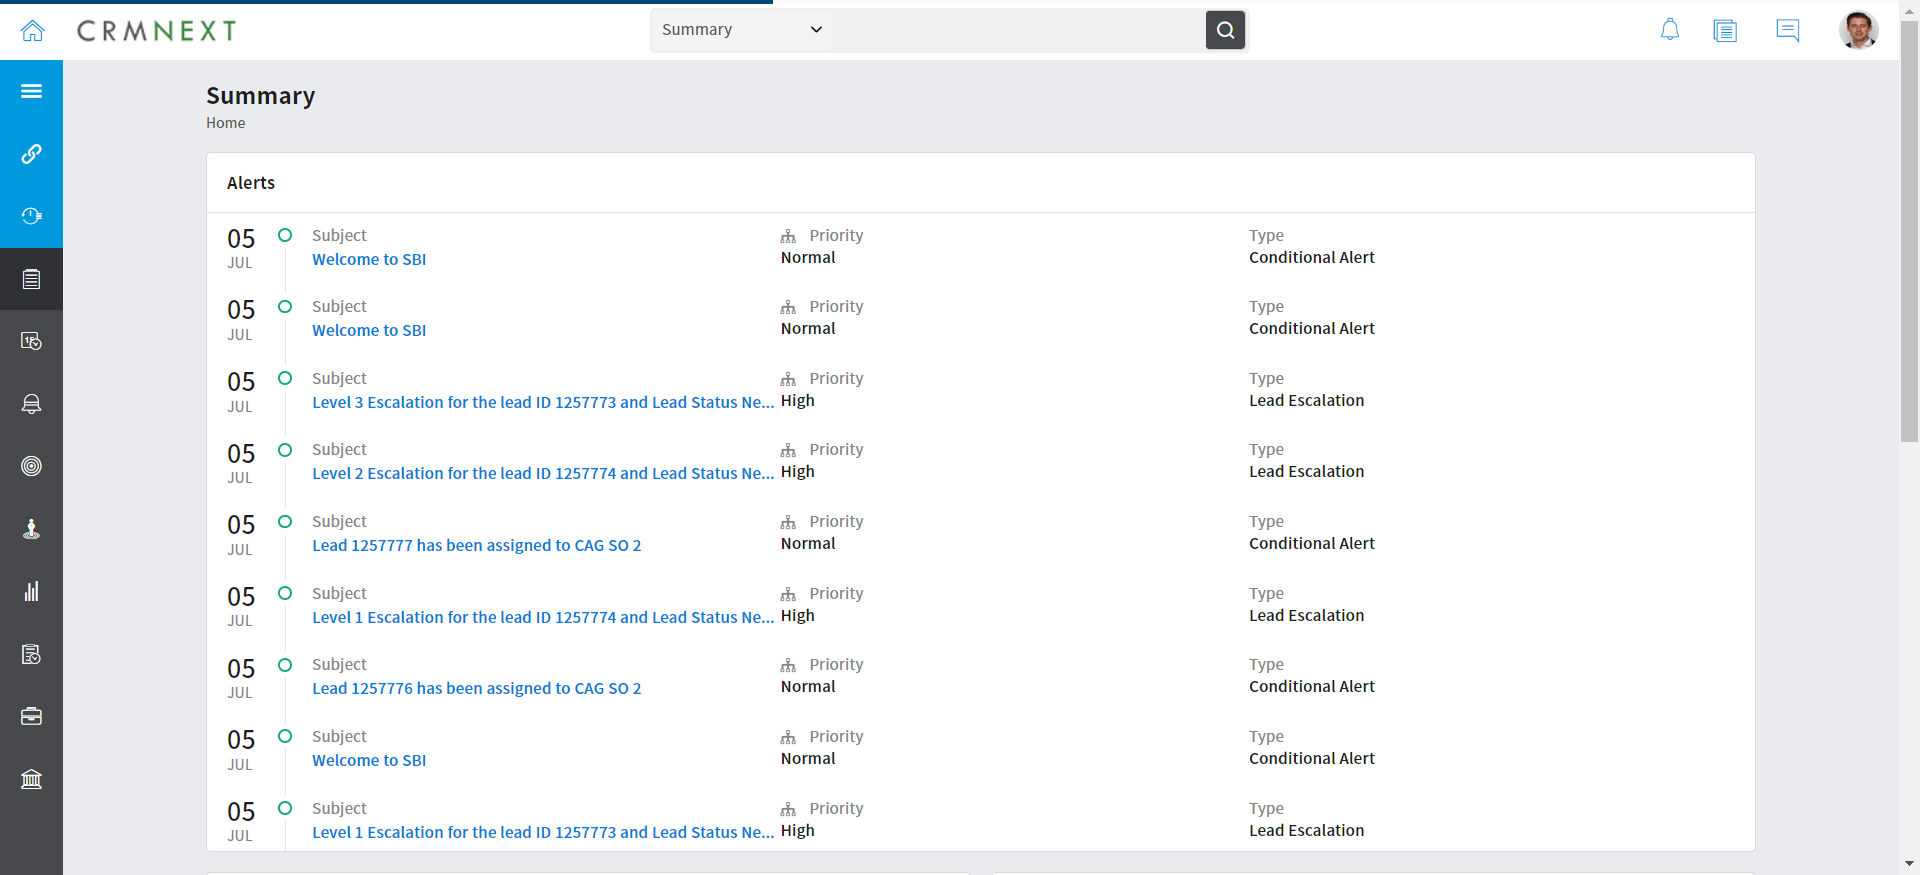 CRMNEXT
Summary
Summary
Home
Alerts
05 Subject Priority Type
JUL Welcome to SBI Normal Conditional Alert
05 Subject Priority Type
JUL Welcome to SBI Normal Conditional Alert
05 Subject Priority Type
JUL Level 3 Escalation for the lead ID 1257773 and Lead Status Ne... High Lead Escalation
05 Subject Priority Type
JUL Level 2 Escalation for the lead ID 1257774 and Lead Status Ne... High Lead Escalation
05 Subject Priority Type
JUL Lead 1257777 has been assigned to CAG SO 2 Normal Conditional Alert
05 Subject Priority Type
JUL Level 1 Escalation for the lead ID 1257774 and Lead Status Ne... High Lead Escalation
05 Subject Priority Type
JUL Lead 1257776 has been assigned to CAG SO 2 Normal Conditional Alert
05 Subject Priority Type
JUL Welcome to SBI Normal Conditional Alert
05 Subject Priority Type
JUL Level 1 Escalation for the lead ID 1257773 and Lead Status Ne... High Lead Escalation